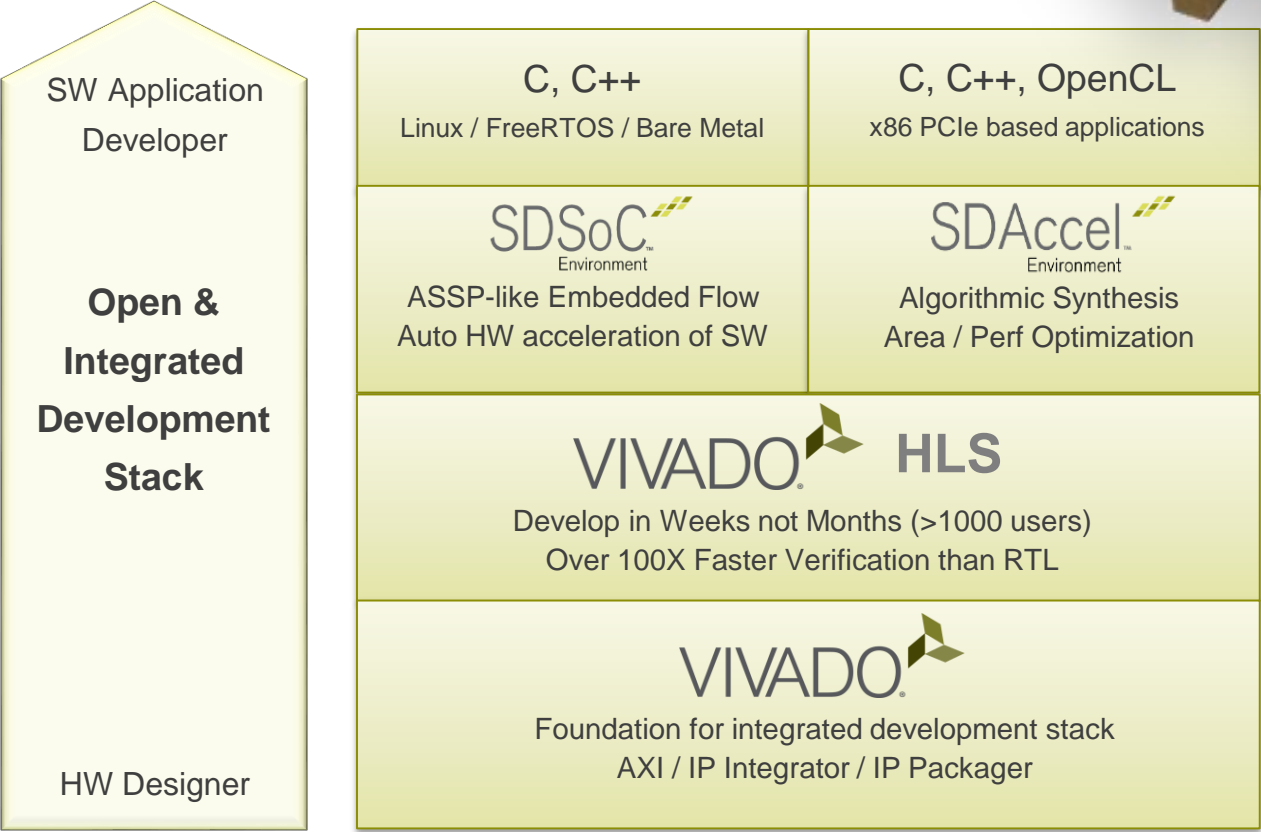 SW Application
Developer
Open &
Integrated
Development
Stack
HW Designer
C, C++
Linux / FreeRTOS / Bare Metal
C, C++, OpenCL
x86 PCIe based applications
SDSoC™
Environment
ASSP-like Embedded Flow
Auto HW acceleration of SW
SDAccel™
Environment
Algorithmic Synthesis
Area / Perf Optimization
VIVADO® HLS
Develop in Weeks not Months (>1000 users)
Over 100X Faster Verification than RTL
VIVADO®
Foundation for integrated development stack
AXI / IP Integrator / IP Packager